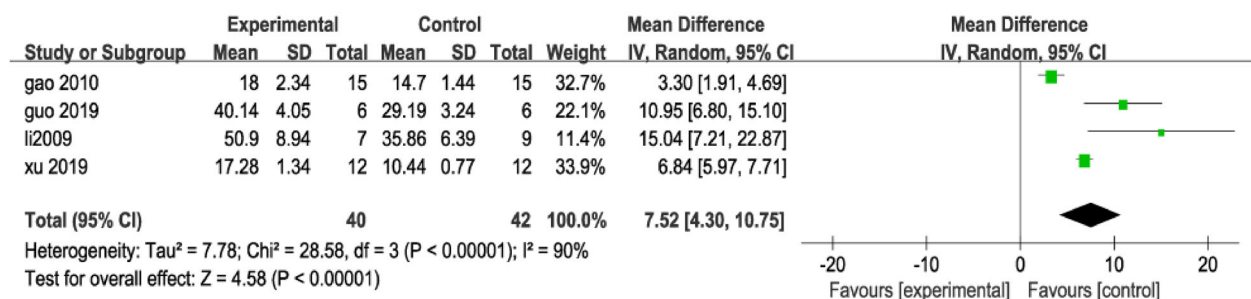 Experimental Control Mean Difference Mean Difference
Study or Subgroup Mean SD Total Mean SD Total Weight IV, Random, 95% CI IV, Random, 95% CI
gao 2010 18 2.34 15 14.7 1.44 15 32.7% 3.30 [1.91, 4.69]
guo 2019 40.14 4.05 6 29.19 3.24 6 22.1% 10.95 [6.80, 15.10]
li2009 50.9 8.94 7 35.86 6.39 9 11.4% 15.04 [7.21, 22.87]
xu 2019 17.28 1.34 12 10.44 0.77 12 33.9% 6.84 [5.97, 7.71]
Total (95% CI) 40 42 100.0% 7.52 [4.30, 10.75]
Heterogeneity: Tau² = 7.78; Chi² = 28.58, df = 3 (P < 0.00001); I² = 90%
Test for overall effect: Z = 4.58 (P < 0.00001)
-20 -10 0 10 20
Favours [experimental] Favours [control]